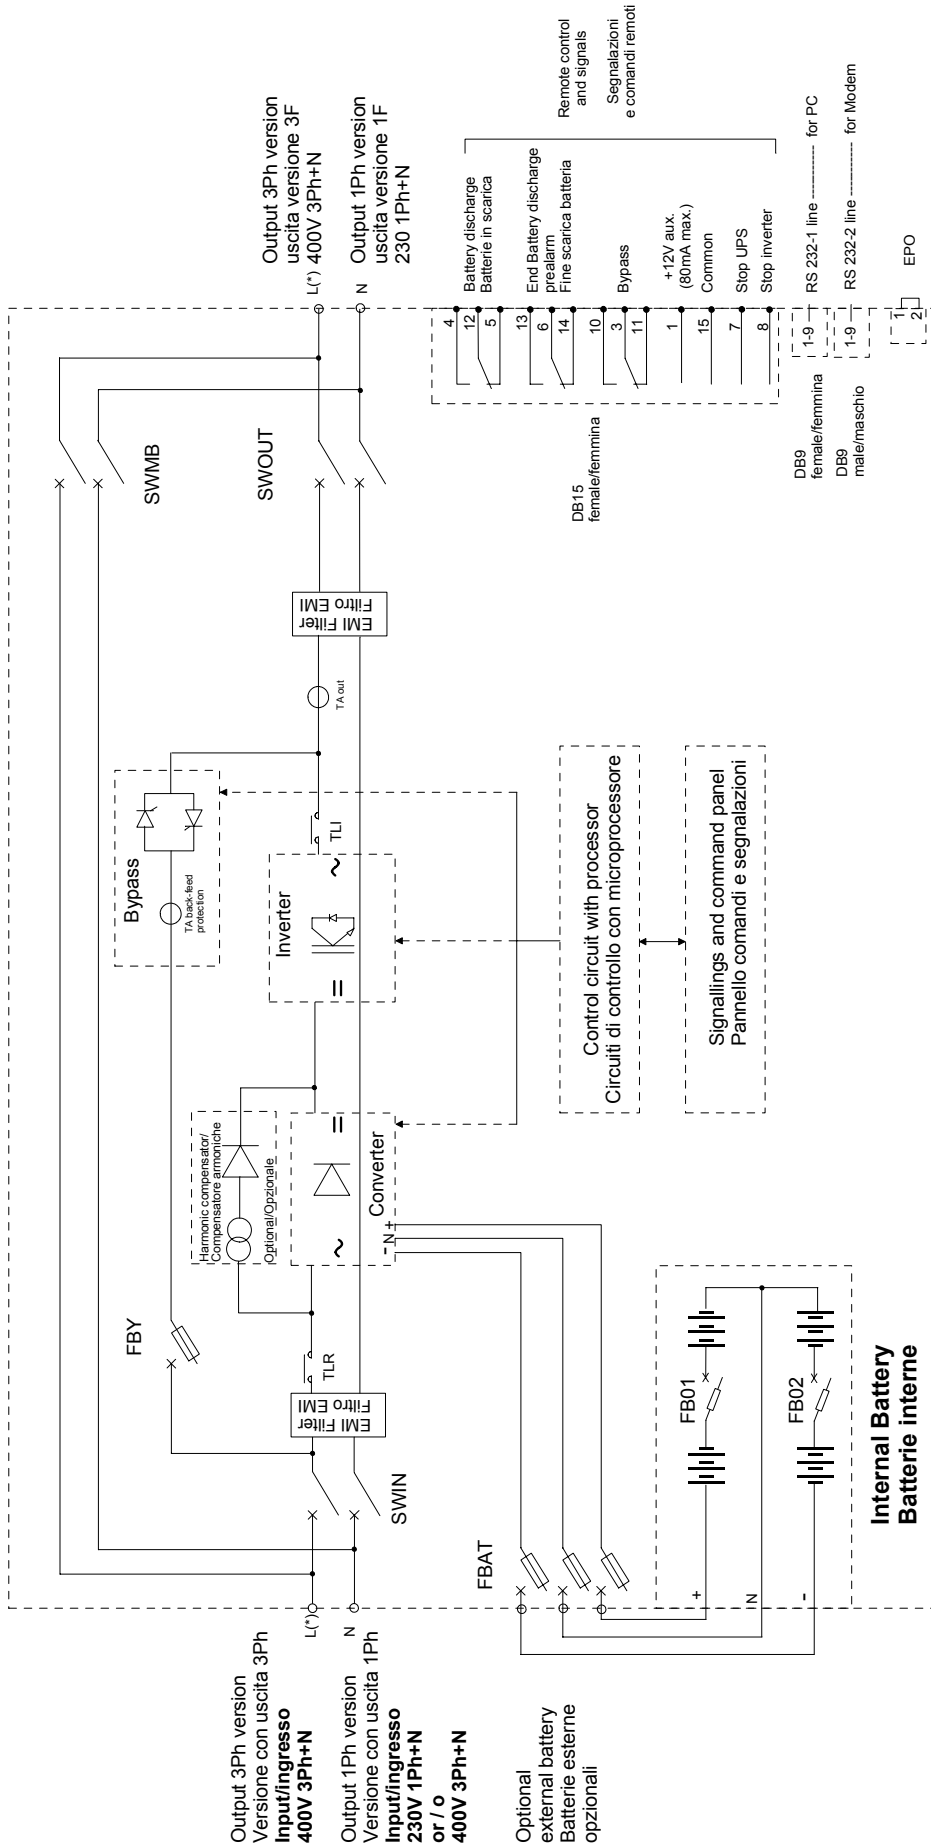 Output 3Ph version
Versione con uscita 3Ph
Input/ingresso
400V 3Ph+N
Output 1Ph version
Versione con uscita 1Ph
Input/ingresso
230V 1Ph+N
or / o
400V 3Ph+N
L(*)
N
SWIN
EMI Filter
Filtro EMI
TLR
FBY
Harmonic compensator/
Compensatore armoniche
Optional/Opzionale
~
=
Converter
- N +
Bypass
TA back-feed
protection
Inverter
=
~
TLI
TA out
EMI Filter
Filtro EMI
SWMB
SWOUT
Output 3Ph version
uscita versione 3F
400V 3Ph+N
L(*)
Output 1Ph version
uscita versione 1F
230 1Ph+N
N
Optional
external battery
Batterie esterne
opzionali
FBAT
+
N
-
FB01
FB02
Internal Battery
Batterie interne
Control circuit with processor
Circuiti di controllo con microprocessore
Signallings and command panel
Pannello comandi e segnalazioni
DB15
female/femmina
4
12
5
Battery discharge
Batterie in scarica
13
6
14
End Battery discharge
prealarm
Fine scarica batteria
10
3
11
Bypass
1
+12V aux.
(80mA max.)
15
Common
7
Stop UPS
8
Stop inverter
Remote control
and signals
Segnalazioni
e comandi remoti
DB9
female/femmina
1-9
RS 232-1 line ---------- for PC
DB9
male/maschio
1-9
RS 232-2 line ---------- for Modem
1
2
EPO